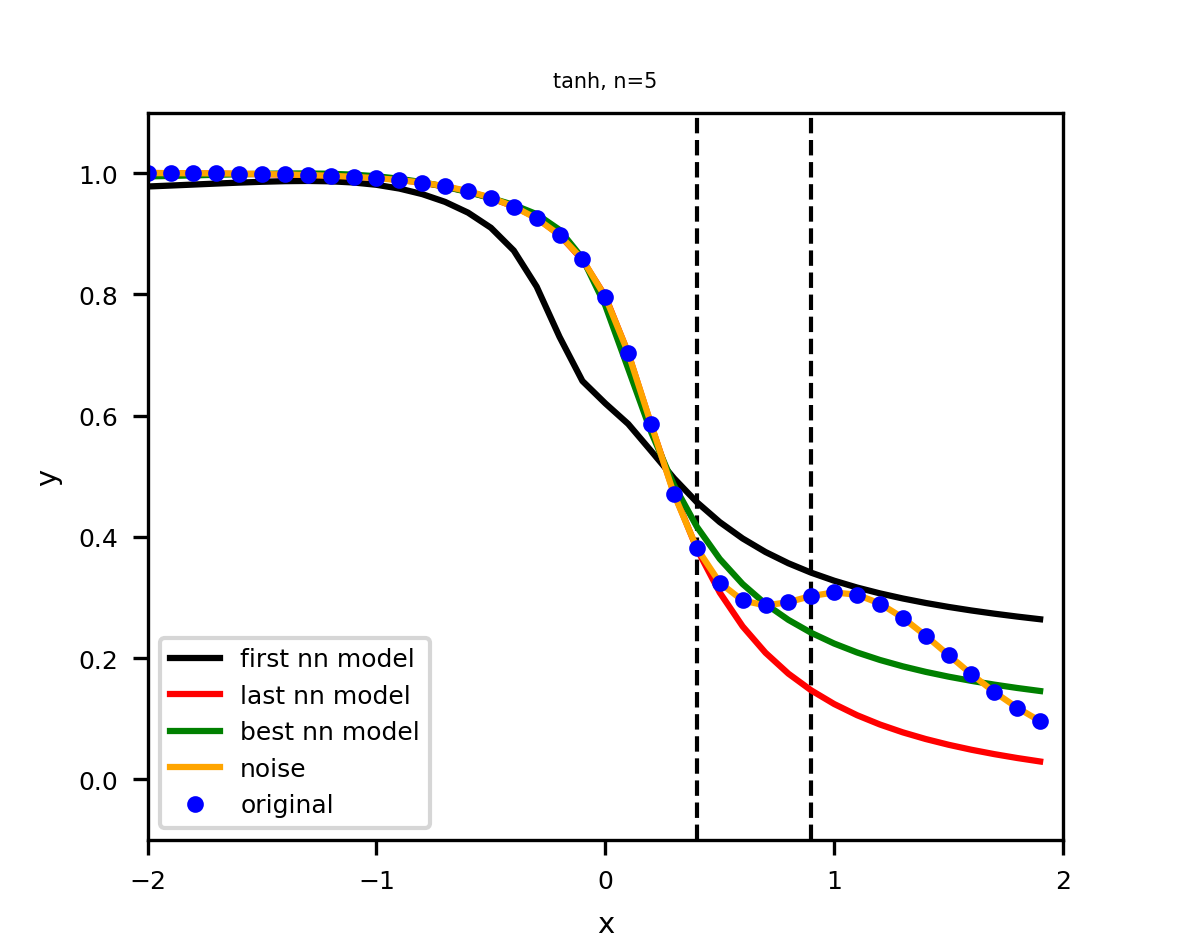 tanh, n=5
1.0
0.8
0.6
0.4
0.2
0.0
y
first nn model
last nn model
best nn model
noise
original
−2
−1
0
1
2
x